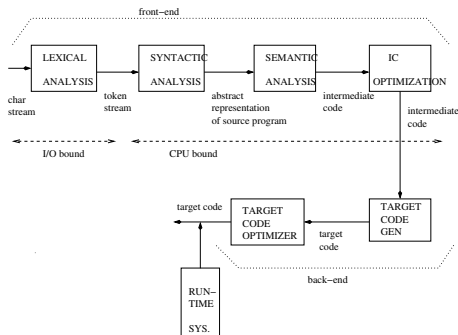 front-end
LEXICAL
ANALYSIS
SYNTACTIC
ANALYSIS
SEMANTIC
ANALYSIS
IC
OPTIMIZATION
char
stream
token
stream
abstract
representation
of source program
intermediate
code
intermediate
code
I/O bound
CPU bound
target code
TARGET
CODE
OPTIMIZER
target
code
TARGET
CODE
GEN
back-end
RUN-
TIME
SYS.